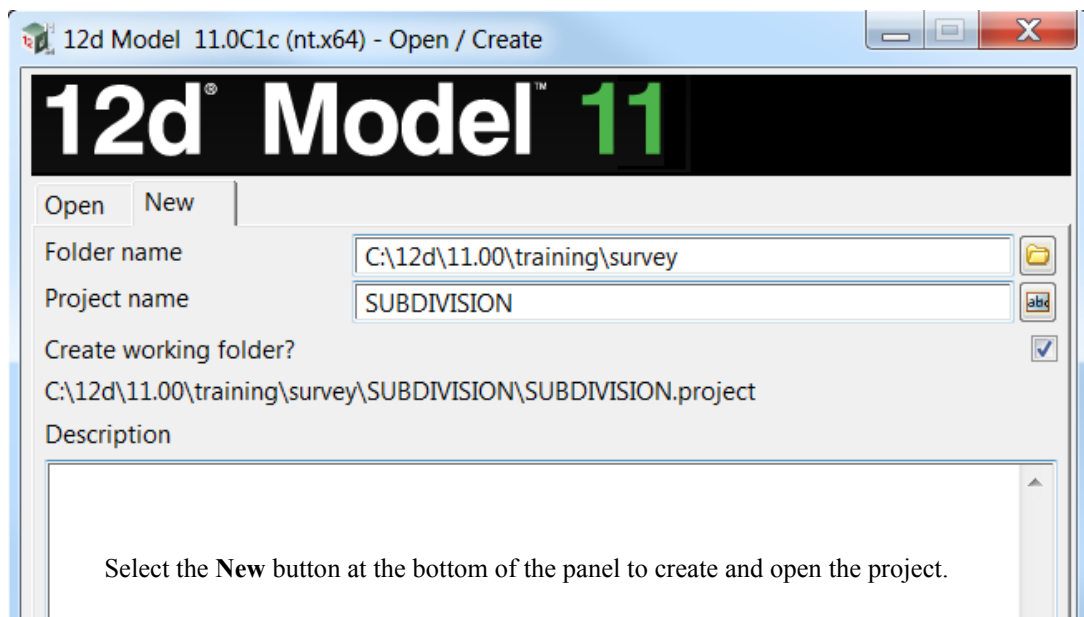 12d Model 11.0C1c (nt.x64) - Open / Create
12d® Model™ 11
Open New
Folder name C:\12d\11.00\training\survey
Project name SUBDIVISION
abc
Create working folder?
C:\12d\11.00\training\survey\SUBDIVISION\SUBDIVISION.project
Description
Select the New button at the bottom of the panel to create and open the project.